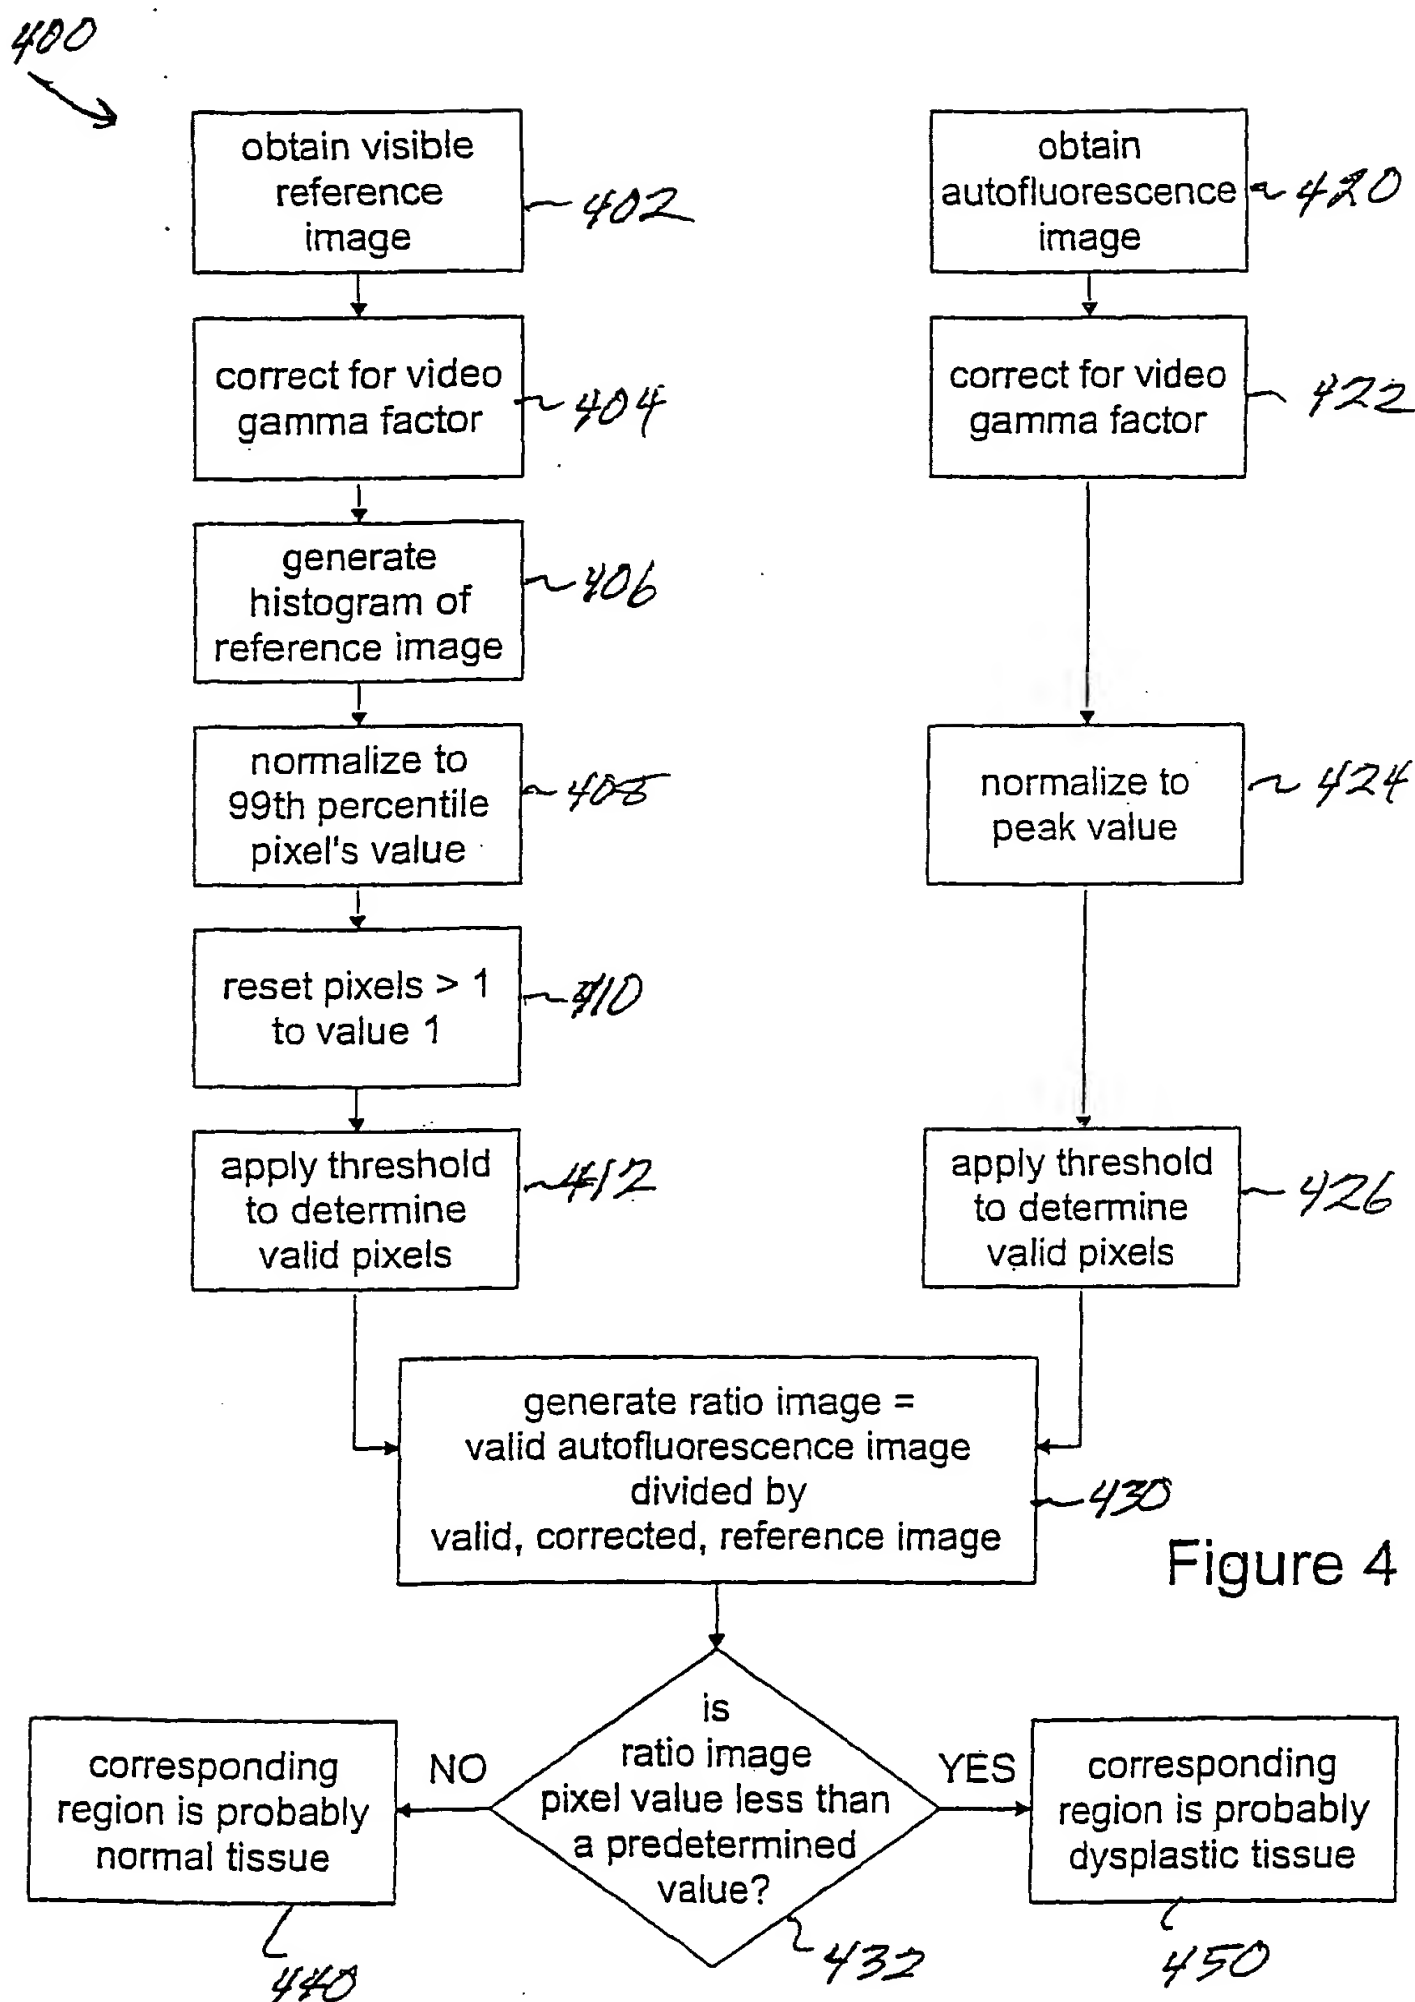 400
obtain visible
reference
image
402
correct for video
gamma factor
404
generate
histogram of
reference image
406
normalize to
99th percentile
pixel's value
408
reset pixels > 1
to value 1
410
apply threshold
to determine
valid pixels
412
obtain
autofluorescence
image
420
correct for video
gamma factor
422
normalize to
peak value
424
apply threshold
to determine
valid pixels
426
generate ratio image =
valid autofluorescence image
divided by
valid, corrected, reference image
430
Figure 4
is
ratio image
pixel value less than
a predetermined
value?
432
NO
corresponding
region is probably
normal tissue
440
YES
corresponding
region is probably
dysplastic tissue
450